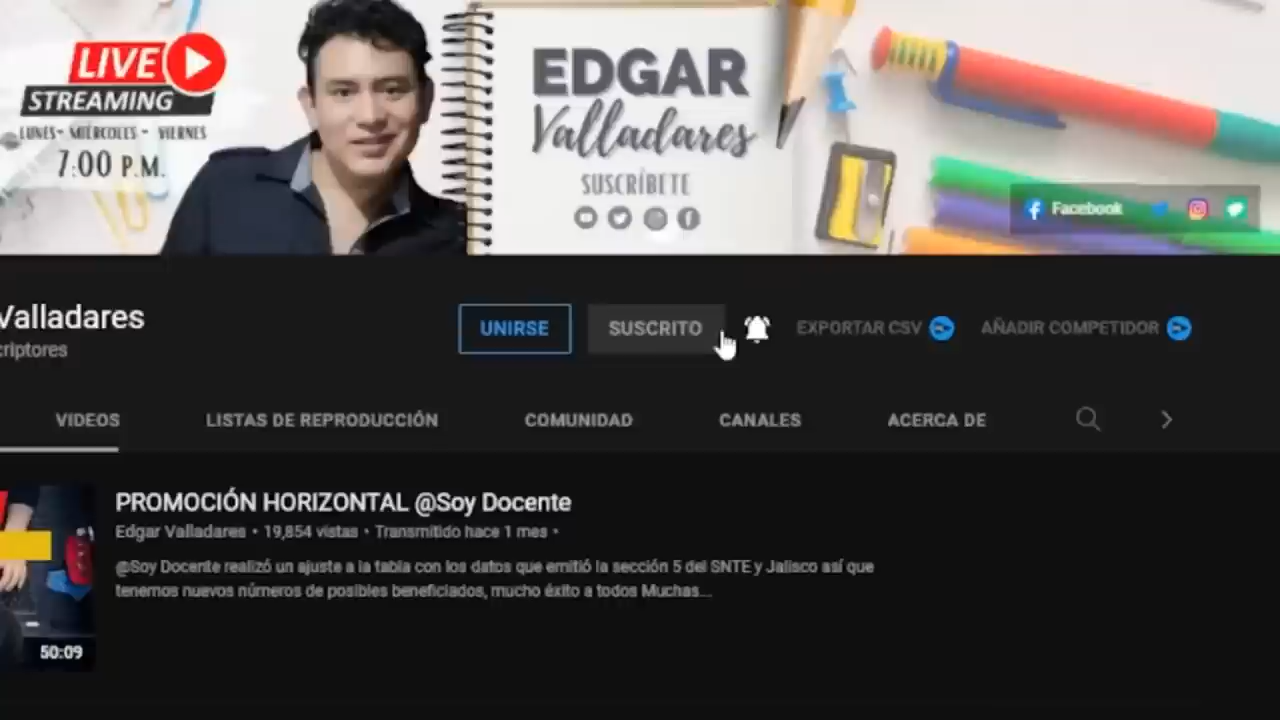 LIVE
STREAMING
LUNES- MIÉRCOLES - VIERNES
7:00 P.M.
EDGAR
Valladares
SUSCRÍBETE
Facebook
Valladares
criptores
UNIRSE
SUSCRITO
EXPORTAR CSV
AÑADIR COMPETIDOR
VIDEOS
LISTAS DE REPRODUCCIÓN
COMUNIDAD
CANALES
ACERCA DE
PROMOCIÓN HORIZONTAL @Soy Docente
Edgar Valladares • 19,854 vistas • Transmitido hace 1 mes •
@Soy Docente realizó un ajuste a la tabla con los datos que emitió la sección 5 del SNTE y Jalisco así que
tenemos nuevos números de posibles beneficiados, mucho éxito a todos Muchas...
50:09